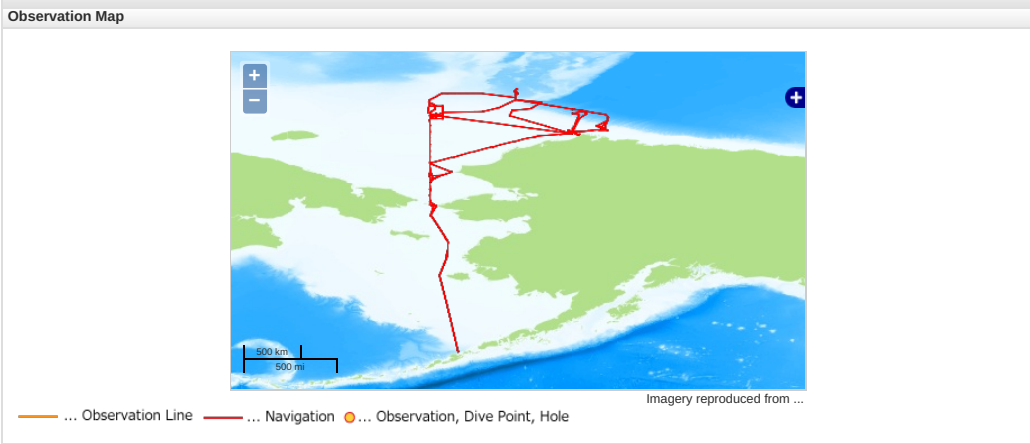 Observation Map
+
−
+
500 km
500 mi
Imagery reproduced from ...
... Observation Line ... Navigation ... Observation, Dive Point, Hole